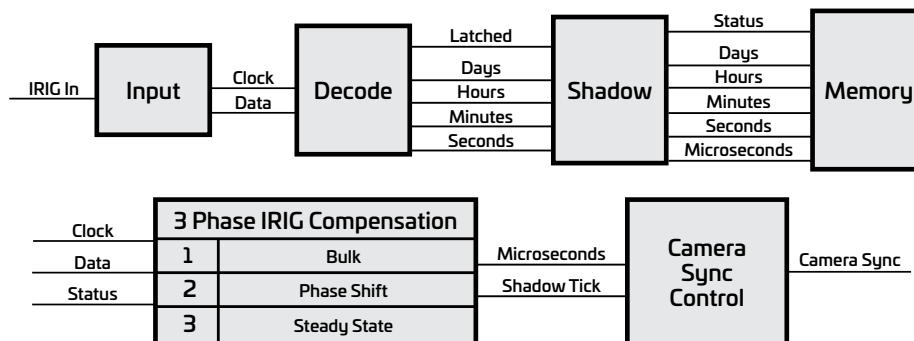 IRIG In
Input
Clock
Data
Decode
Latched
Days
Hours
Minutes
Seconds
Shadow
Status
Days
Hours
Minutes
Seconds
Microseconds
Memory
Clock
Data
Status
3 Phase IRIG Compensation
1 Bulk
2 Phase Shift
3 Steady State
Microseconds
Shadow Tick
Camera
Sync
Control
Camera Sync